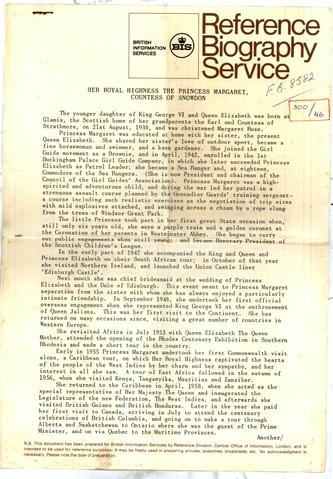 BRITISH
INFORMATION
SERVICES
BIS
Reference
Biography
Service
F.B. 8582
300/46
HER ROYAL HIGHNESS THE PRINCESS MARGARET,
COUNTESS OF SNOWDON
The younger daughter of King George VI and Queen Elizabeth was born at
Glamis, the Scottish home of her grandparents the Earl and Countess of
Strathmore, on 21st August, 1930, and was christened Margaret Rose.
Princess Margaret was educated at home with her sister, the present
Queen Elizabeth. She shared her sister's love of outdoor sport, became a
fine horsewoman and swimmer, and a keen gardener. She joined the Girl
Guide movement as a Brownie, and in April, 1942, enrolled in the 1st
Buckingham Palace Girl Guide Company, in which she later succeeded Princess
Elizabeth as Patrol Leader; she became a Sea Ranger and, at eighteen,
Commodore of the Sea Rangers. (She is now President and Chairman of the
Council of the Girl Guides' Association). Princess Margaret was a high-
spirited and adventurous child, and during the war led her patrol in a
strenuous assault course planned by the Grenadier Guards' training sergeant-
a course including such realistic exercises as the negotiation of trip wires
with mild explosives attached, and swinging across a chasm by a rope slung
from the trees of Windsor Great Park.
The little Princess took part in her first great State occasion when,
still only six years old, she wore a purple train and a golden coronet at
the Coronation of her parents in Westminster Abbey. She began to carry
out public engagements when still young, and became Honorary President of
the Scottish Children's League.
In the early part of 1947 she accompanied the King and Queen and
Princess Elizabeth on their South African tour; in October of that year
she visited Northern Ireland, and launched the Union Castle liner
"Edinburgh Castle".
Next month she was chief bridesmaid at the wedding of Princess
Elizabeth and the Duke of Edinburgh. This event meant to Princess Margaret
separation from the sister with whom she has always enjoyed a particularly
intimate friendship. In September 1948, she undertook her first official
overseas engagement when she represented King George VI at the enthronement
of Queen Juliana. This was her first visit to the Continent. She has
returned on many occasions since, visiting a great number of countries in
Western Europe.
She revisited Africa in July 1953 with Queen Elizabeth The Queen
Mother, attended the opening of the Rhodes Centenary Exhibition in Southern
Rhodesia and made a short tour in the country.
Early in 1955 Princess Margaret undertook her first Commonwealth visit
alone, a Caribbean tour, on which Her Royal Highness captivated the hearts
of the people of the West Indies by her charm and her sympathy, and her
interest in all she saw. A tour of East Africa followed in the autumn of
1956, when she visited Kenya, Tanganyika, Mauritius and Zanzibar.
She returned to the Caribbean in April, 1958, when she acted as the
special representative of Her Majesty The Queen and inaugurated the
Legislature of the new Federation, The West Indies, and afterwards she
visited British Guiana and British Honduras. Later in the year she paid
her first visit to Canada, arriving in July to attend the centenary
celebrations of British Columbia, and going on to make a tour through
Alberta and Saskatchewan to Ontario where she was the guest of the Prime
Minister, and on via Quebec to the Maritime Provinces.
Another/
N.B. This document has been prepared for British Information Services by Reference Division, Central Office of Information, London, and is
intended to be used for reference purposes: it may be freely used in preparing articles, speeches, broadcasts, etc. No acknowledgment is
necessary. Please note the date of preparation.